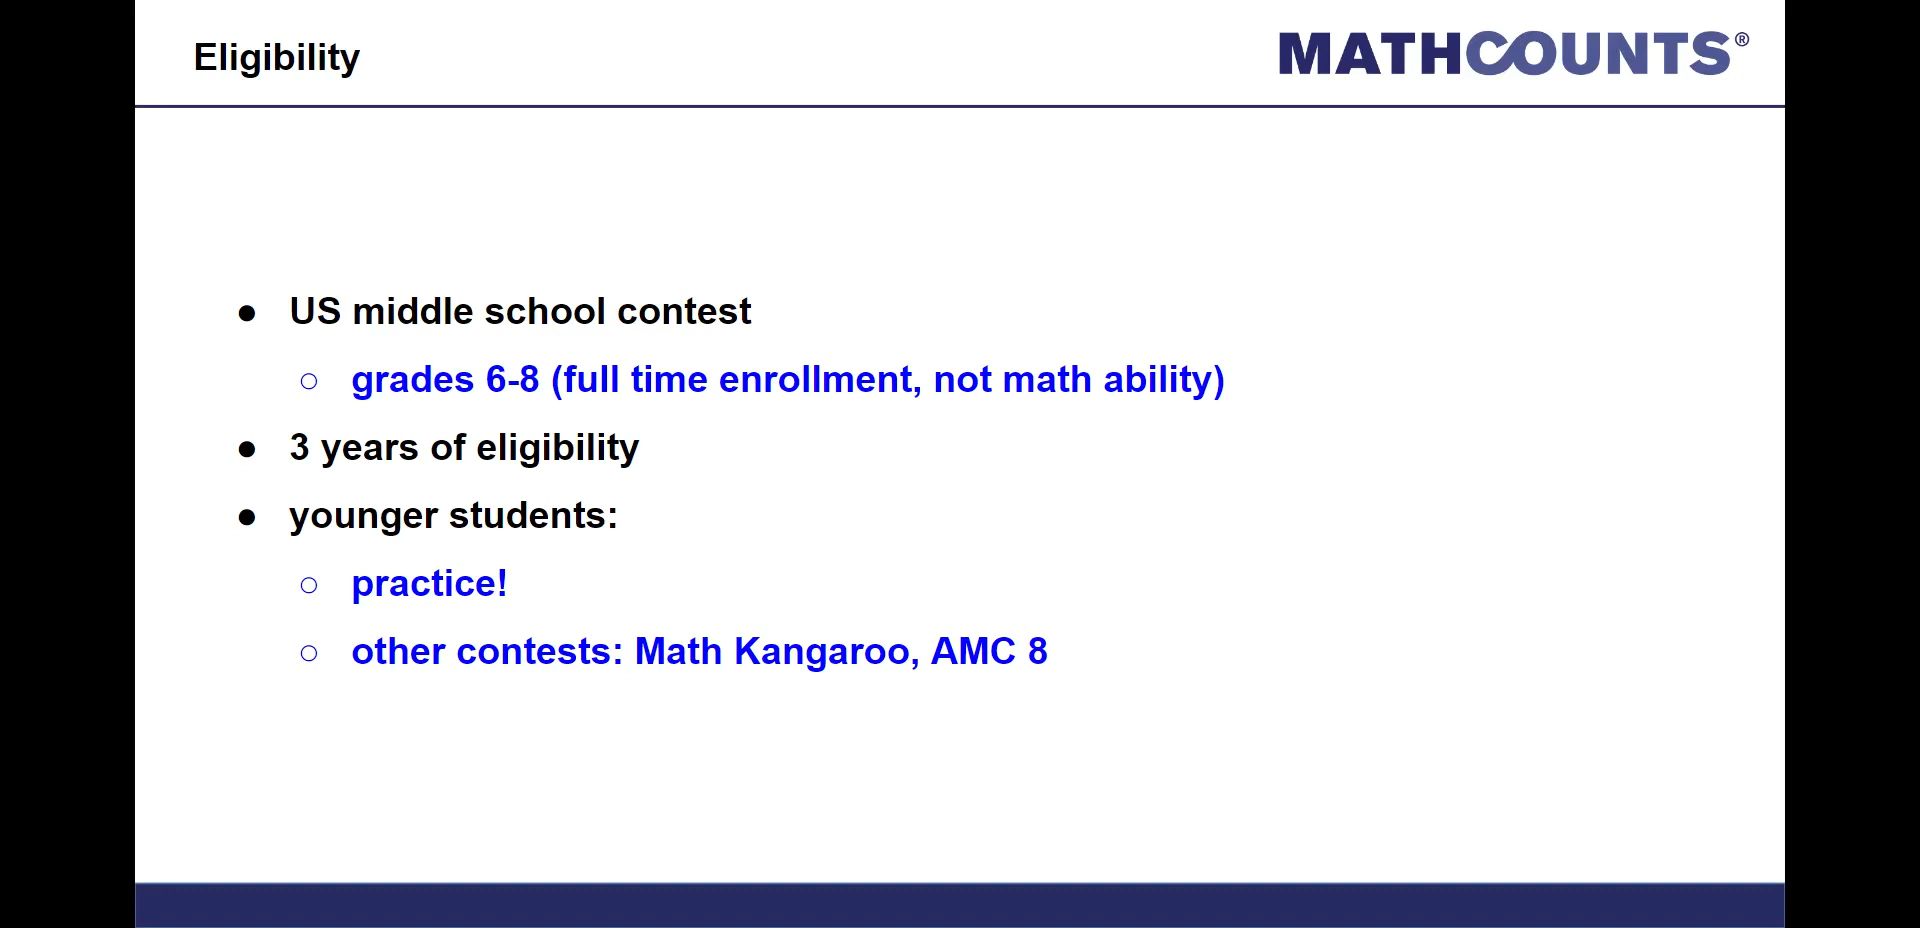 Eligibility
MATHCOUNTS®
● US middle school contest
○ grades 6-8 (full time enrollment, not math ability)
● 3 years of eligibility
● younger students:
○ practice!
○ other contests: Math Kangaroo, AMC 8